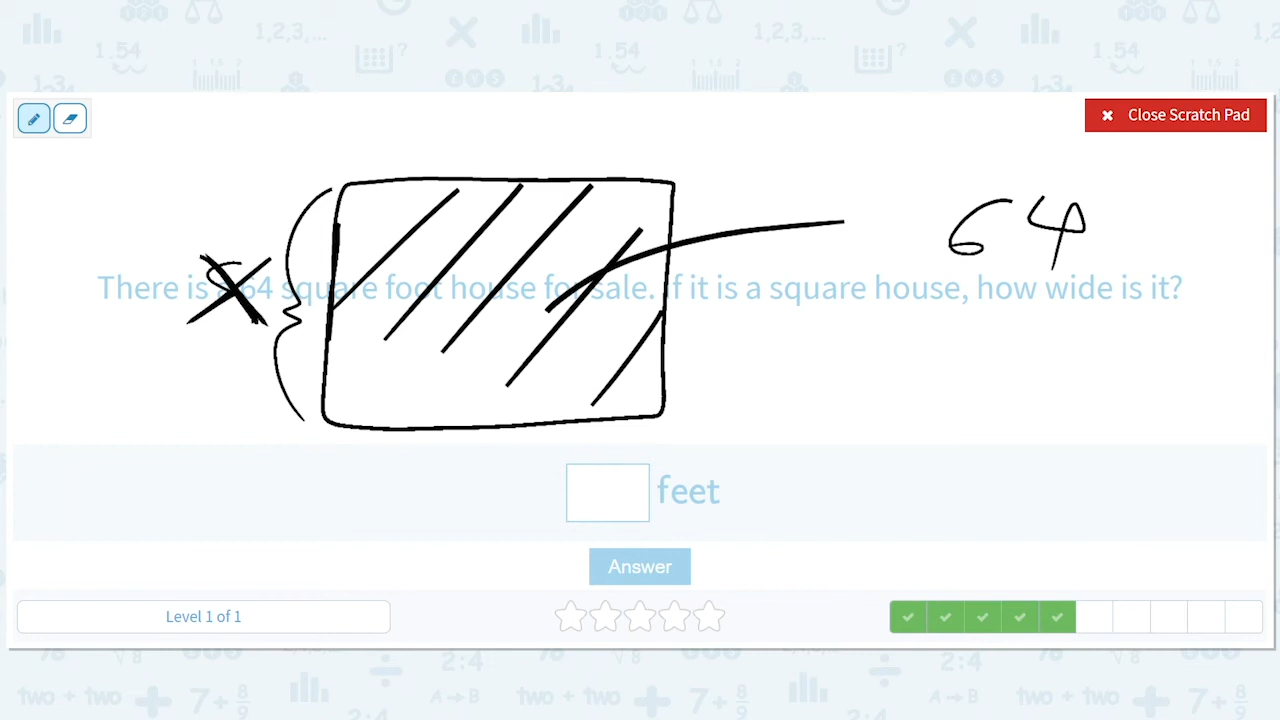 Close Scratch Pad
64
There is 64 square foot house for sale. If it is a square house, how wide is it?
feet
Answer
Level 1 of 1